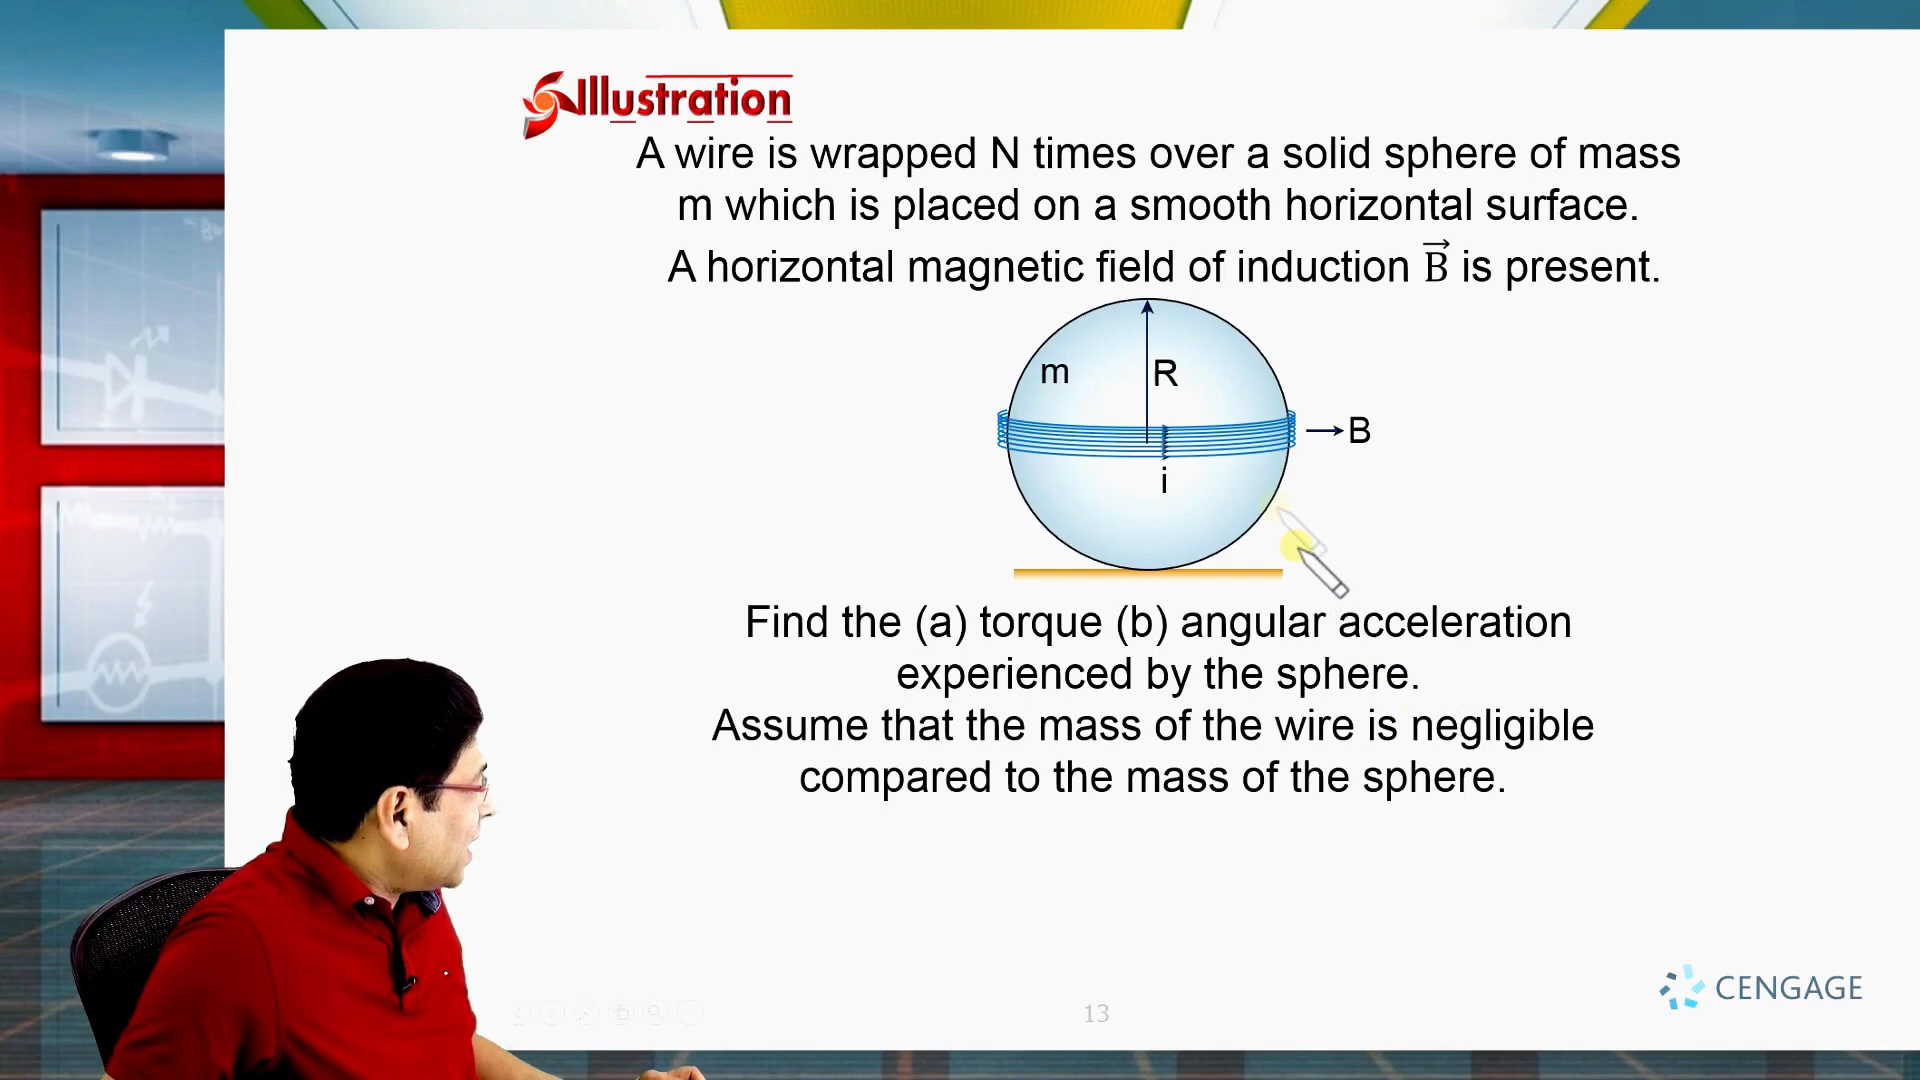 Illustration
A wire is wrapped N times over a solid sphere of mass
m which is placed on a smooth horizontal surface.
A horizontal magnetic field of induction B⃗ is present.
m
R
B
i
Find the (a) torque (b) angular acceleration
experienced by the sphere.
Assume that the mass of the wire is negligible
compared to the mass of the sphere.
CENGAGE
13